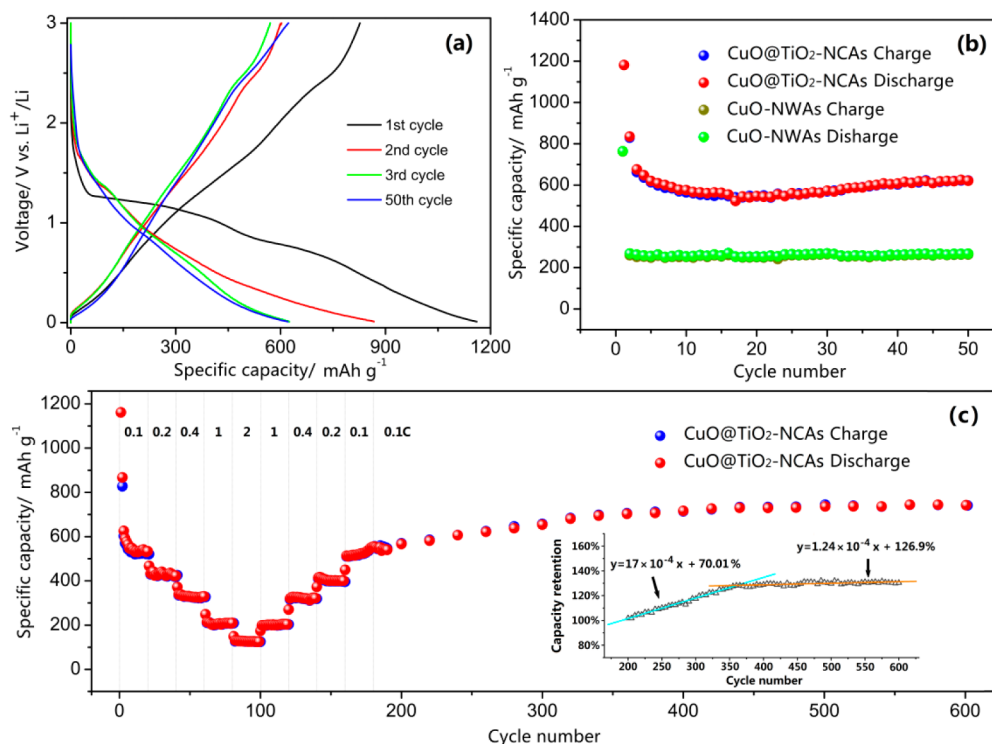 (a)
3
2
1
0
Voltage/ V vs. Li⁺/Li
1st cycle
2nd cycle
3rd cycle
50th cycle
0 300 600 900 1200
Specific capacity/ mAh g⁻¹
(b)
1400
1200
1000
800
600
400
200
0
Specific capacity/ mAh g⁻¹
CuO@TiO₂-NCAs Charge
CuO@TiO₂-NCAs Discharge
CuO-NWAs Charge
CuO-NWAs Disharge
0 10 20 30 40 50
Cycle number
(c)
1200
1000
800
600
400
200
0
Specific capacity/ mAh g⁻¹
0.1 0.2 0.4 1 2 1 0.4 0.2 0.1 0.1C
CuO@TiO₂-NCAs Charge
CuO@TiO₂-NCAs Discharge
160%
140%
120%
100%
80%
Capacity retention
y=17×10⁻⁴ x + 70.01%
y=1.24×10⁻⁴ x + 126.9%
200 250 300 350 400 450 500 550 600
Cycle number
0 100 200 300 400 500 600
Cycle number